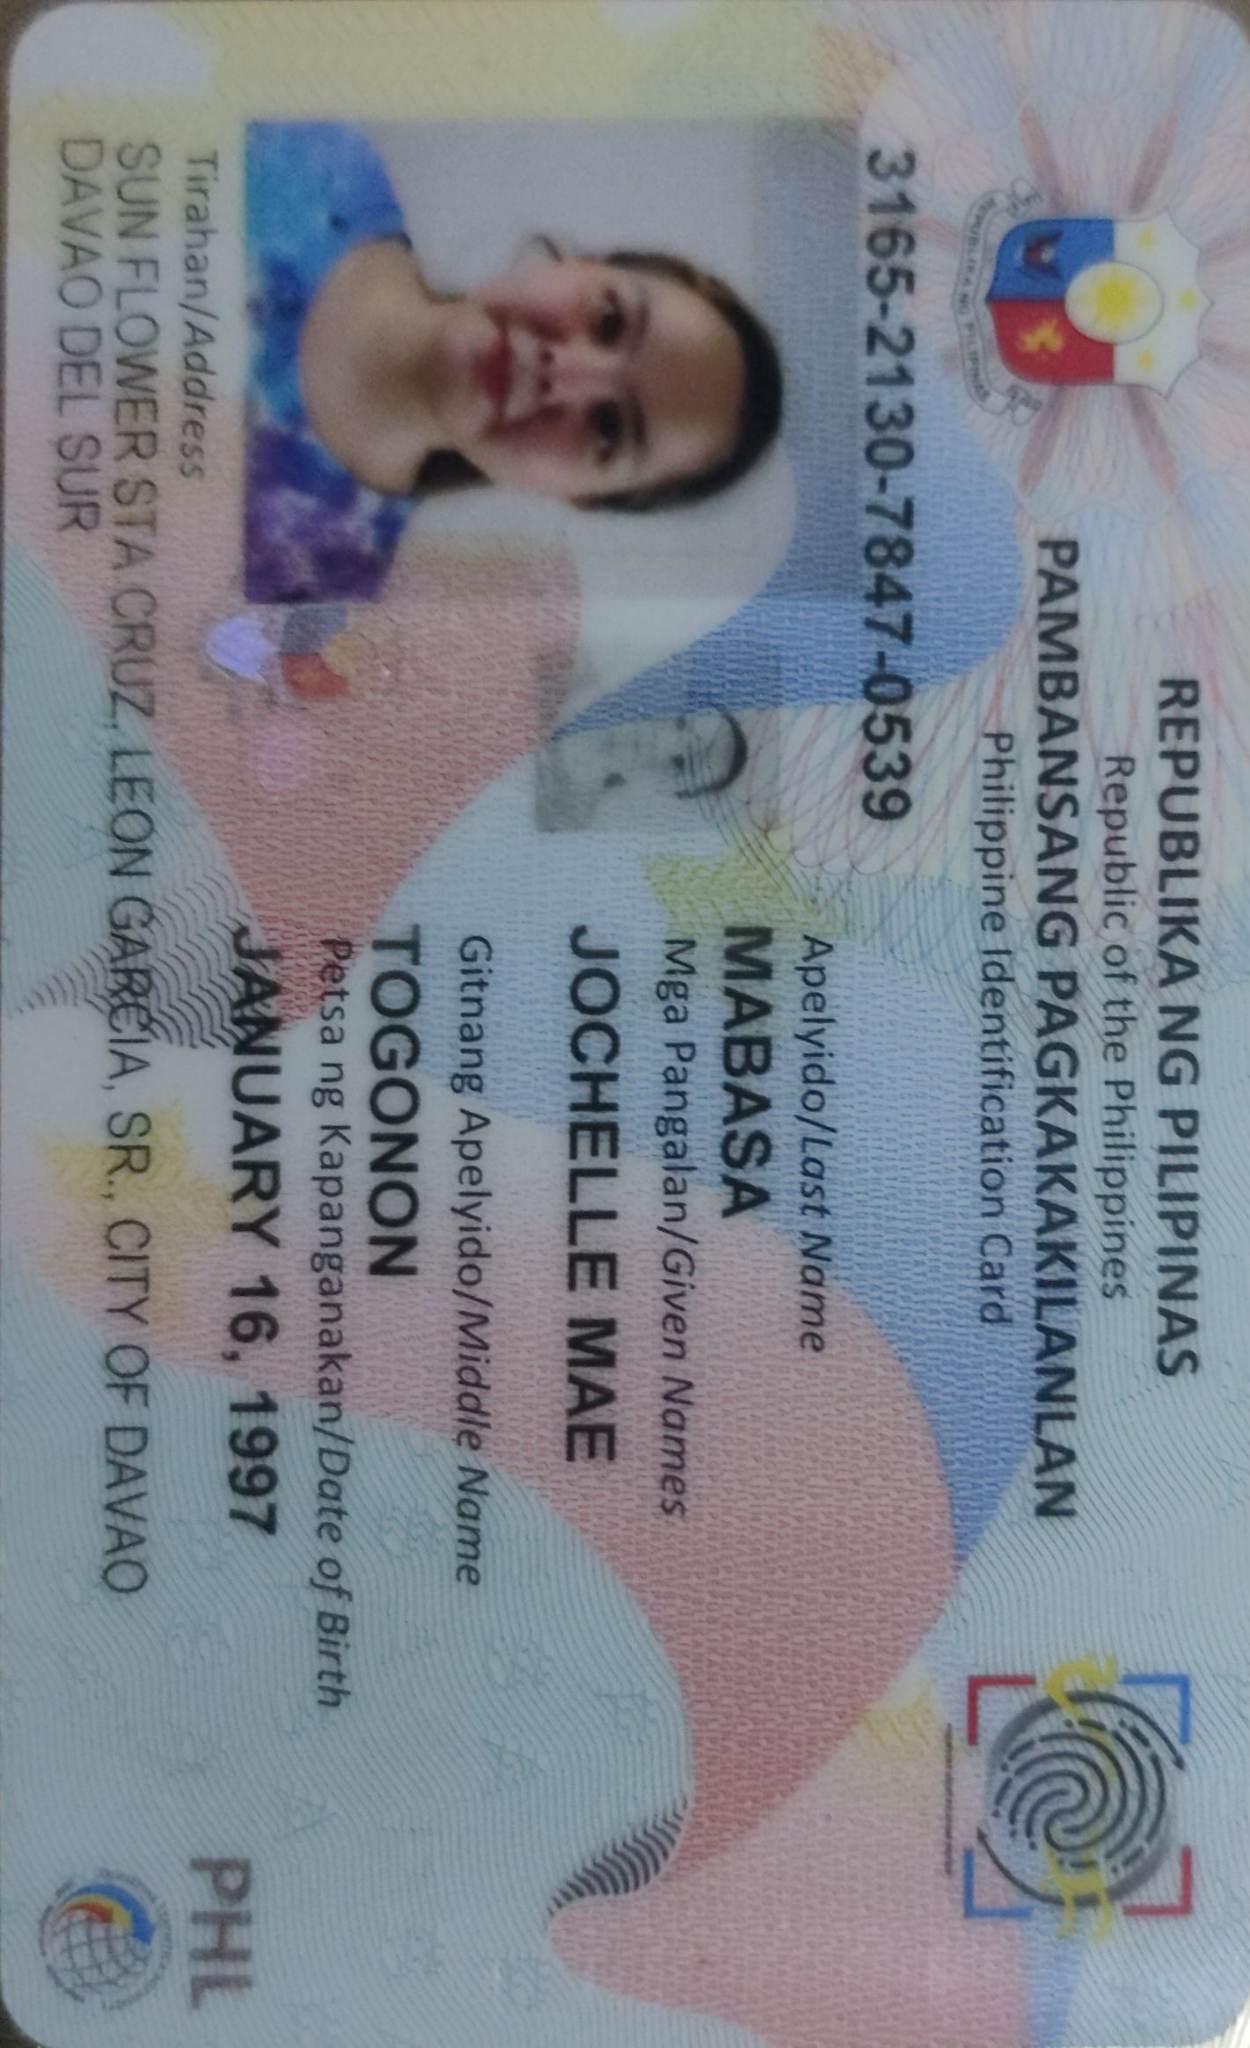 REPUBLIKA NG PILIPINAS
Republic of the Philippines
PAMBANSANG PAGKAKAKILANLAN
Philippine Identification Card
REPUBLIKA NG PILIPINAS
3165-2130-7847-0539
Apelyido/Last Name
MABASA
Mga Pangalan/Given Names
JOCHELLE MAE
Gitnang Apelyido/Middle Name
TOGONON
Petsa ng Kapanganakan/Date of Birth
JANUARY 16, 1997
Tirahan/Address
SUN FLOWER STA CRUZ, LEON GARCIA, SR., CITY OF DAVAO
DAVAO DEL SUR
PHL